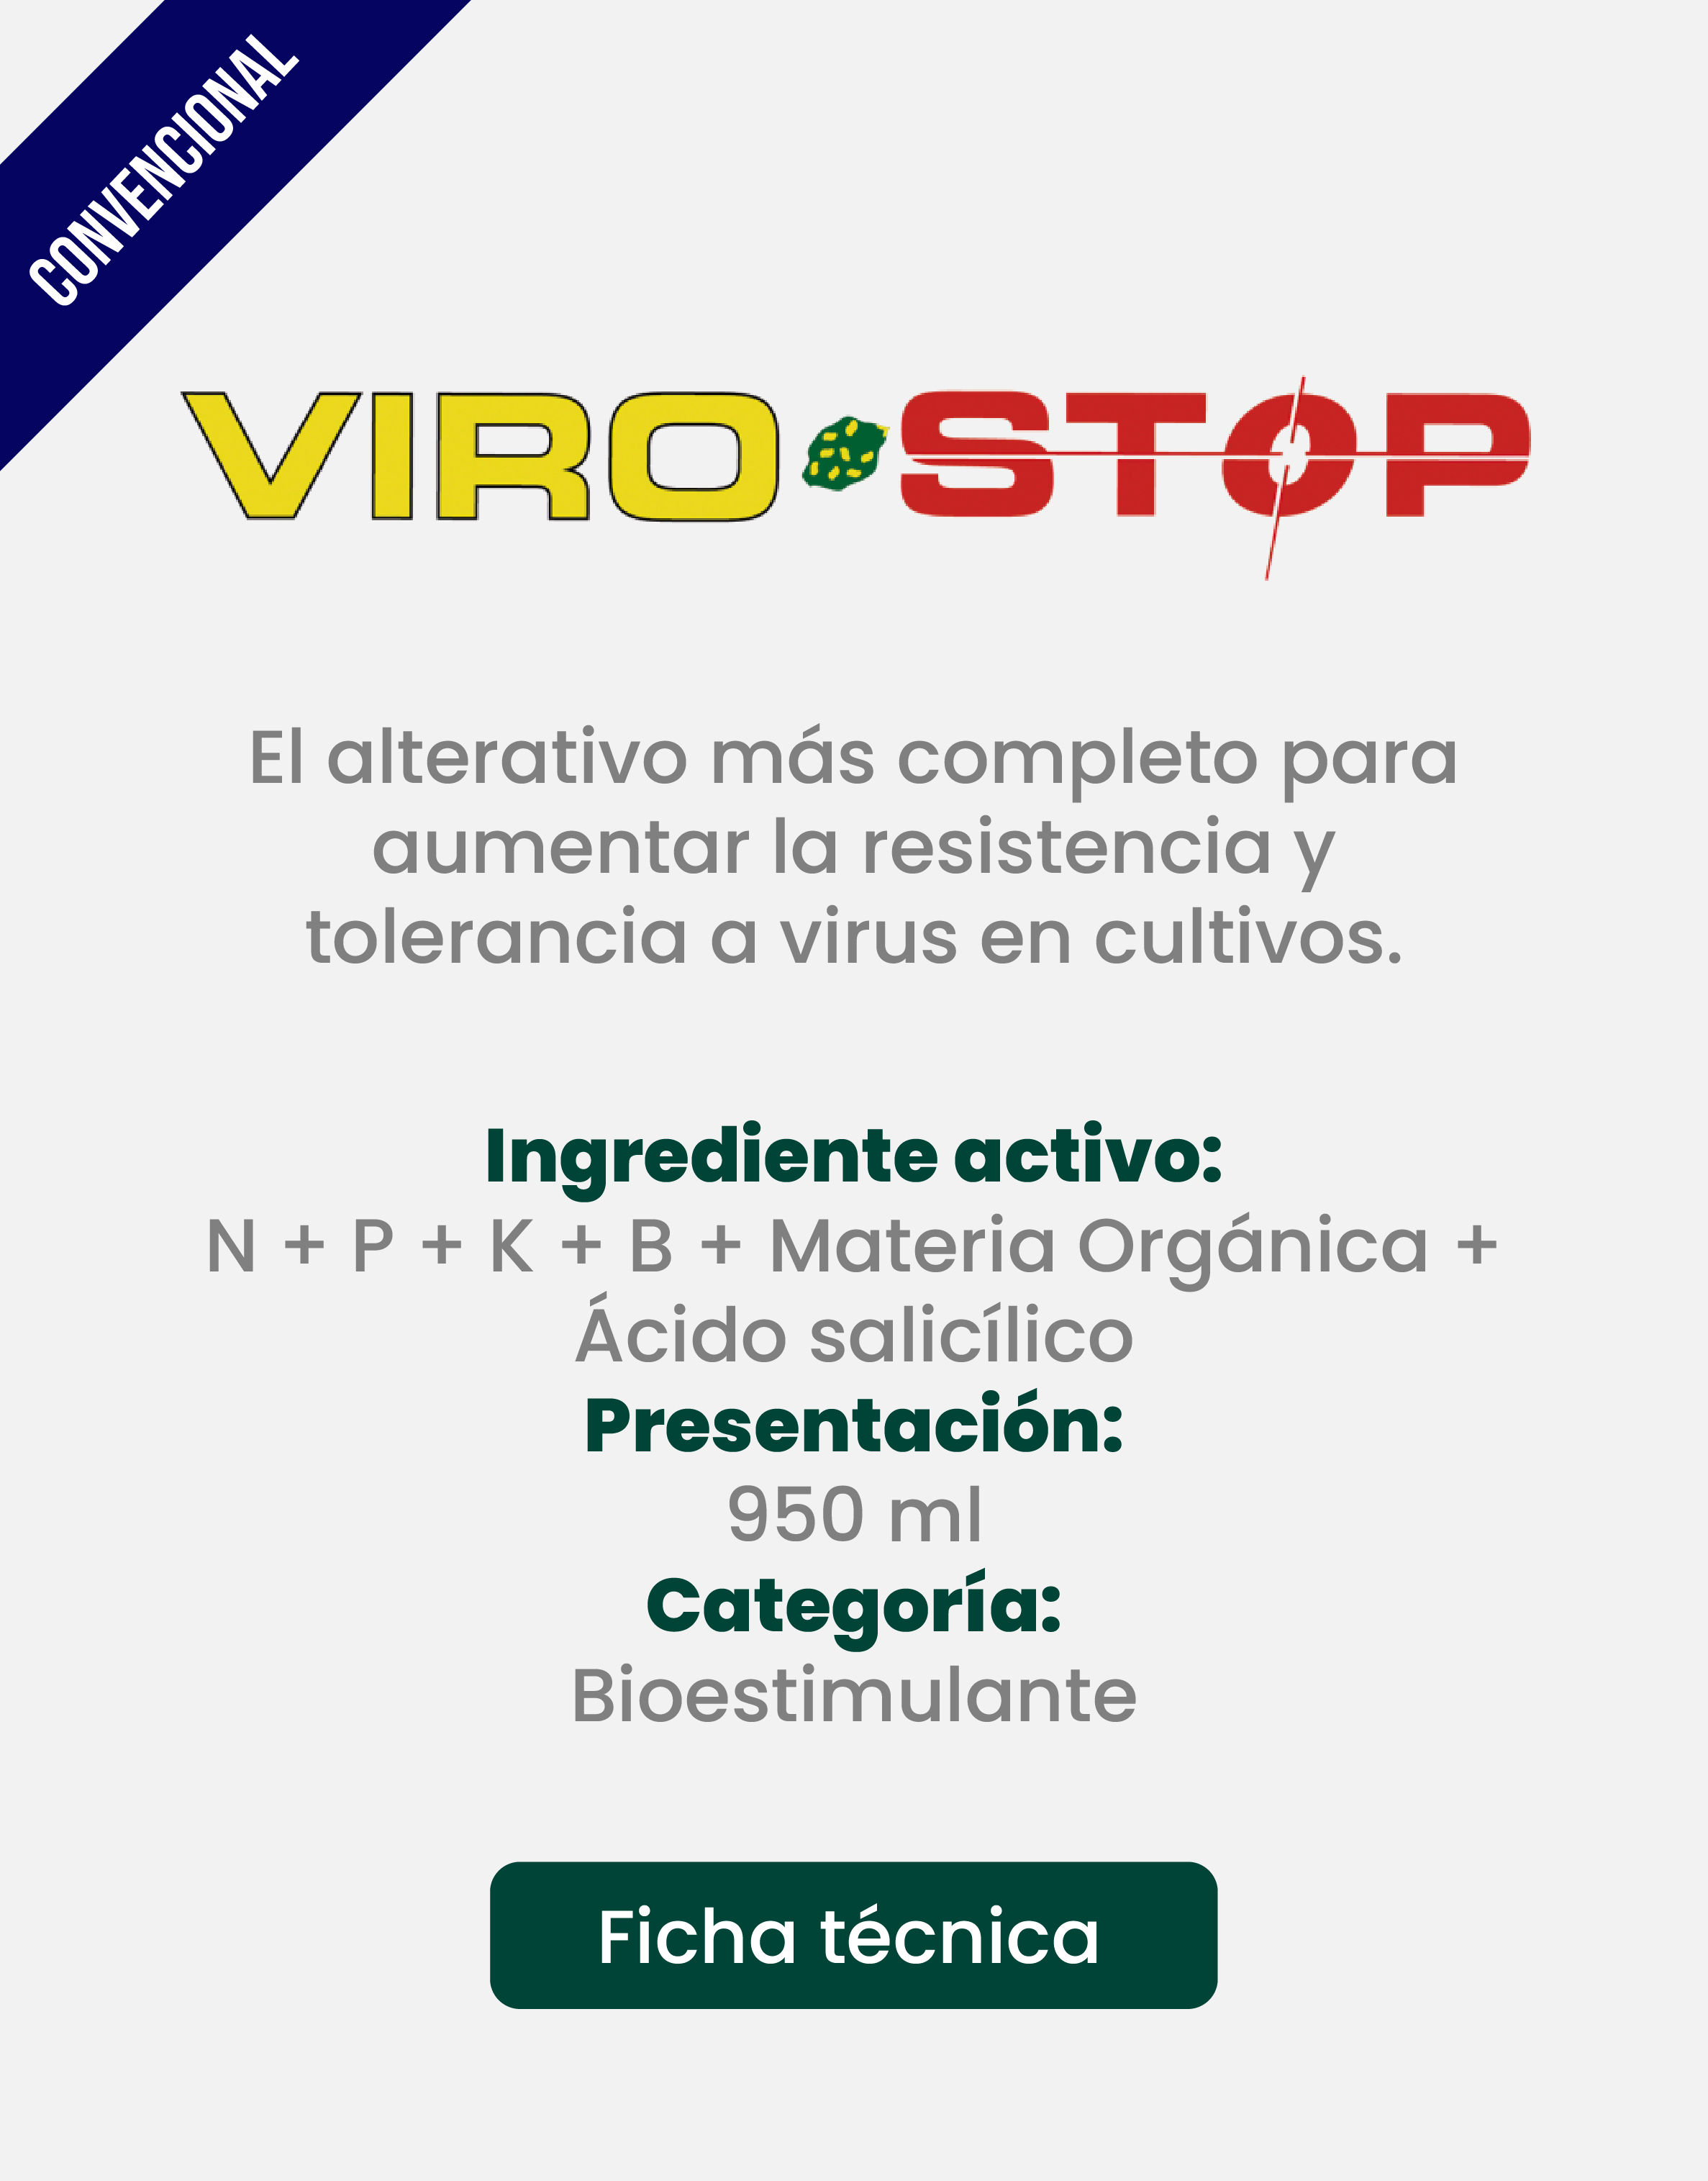 CONVENCIONAL
VIRO STOP
El alterativo más completo para
aumentar la resistencia y
tolerancia a virus en cultivos.
Ingrediente activo:
N + P + K + B + Materia Orgánica +
Ácido salicílico
Presentación:
950 ml
Categoría:
Bioestimulante
Ficha técnica